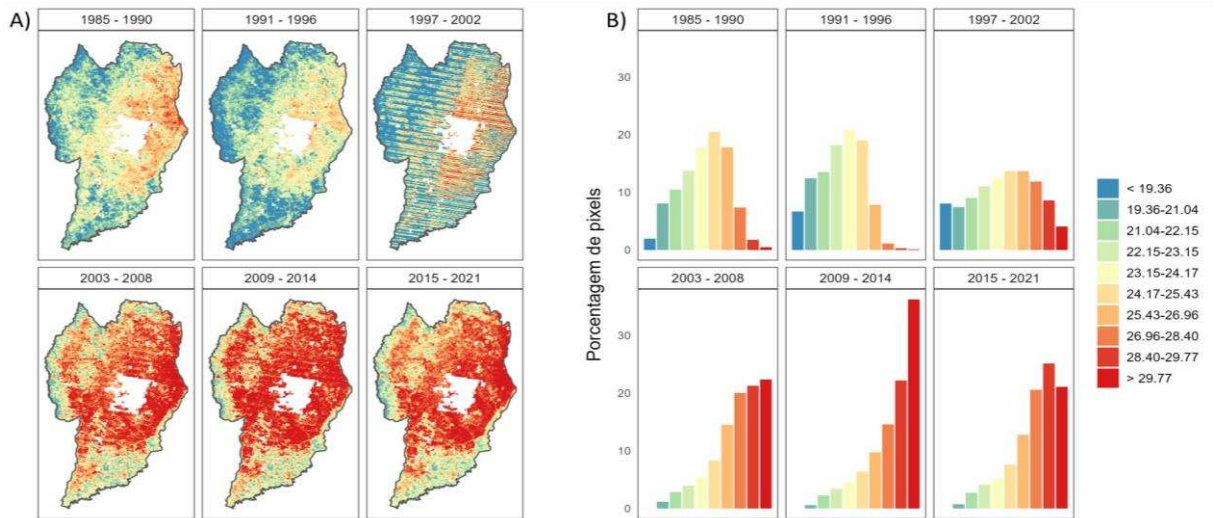 A)
1985 - 1990 1991 - 1996 1997 - 2002
2003 - 2008 2009 - 2014 2015 - 2021
B)
1985 - 1990 1991 - 1996 1997 - 2002
30
20
10
0
Porcentagem de pixels
2003 - 2008 2009 - 2014 2015 - 2021
30
20
10
0
< 19.36
19.36-21.04
21.04-22.15
22.15-23.15
23.15-24.17
24.17-25.43
25.43-26.96
26.96-28.40
28.40-29.77
> 29.77